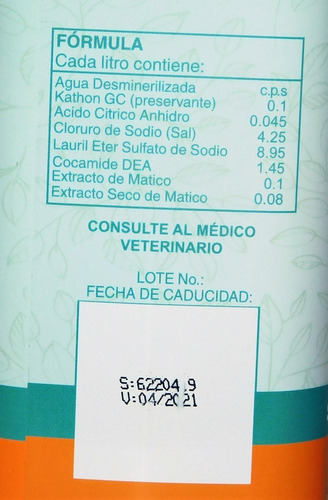 FÓRMULA
Cada litro contiene:
Agua Desminerilizada c.p.s
Kathon GC (preservante) 0.1
Acido Citrico Anhidro 0.045
Cloruro de Sodio (Sal) 4.25
Lauril Eter Sulfato de Sodio 8.95
Cocamide DEA 1.45
Extracto de Matico 0.1
Extracto Seco de Matico 0.08
CONSULTE AL MÉDICO
VETERINARIO
LOTE No.:
FECHA DE CADUCIDAD:
V:04/2021